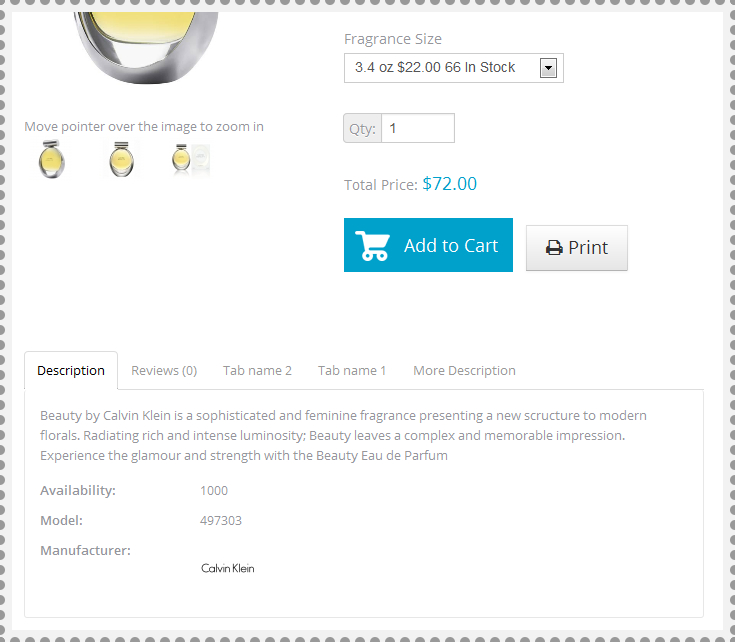 Fragrance Size
3.4 oz $22.00 66 In Stock
Move pointer over the image to zoom in
Qty: 1
Total Price: $72.00
Add to Cart
Print
Description Reviews (0) Tab name 2 Tab name 1 More Description
Beauty by Calvin Klein is a sophisticated and feminine fragrance presenting a new scructure to modern
florals. Radiating rich and intense luminosity; Beauty leaves a complex and memorable impression.
Experience the glamour and strength with the Beauty Eau de Parfum
Availability: 1000
Model: 497303
Manufacturer:
Calvin Klein